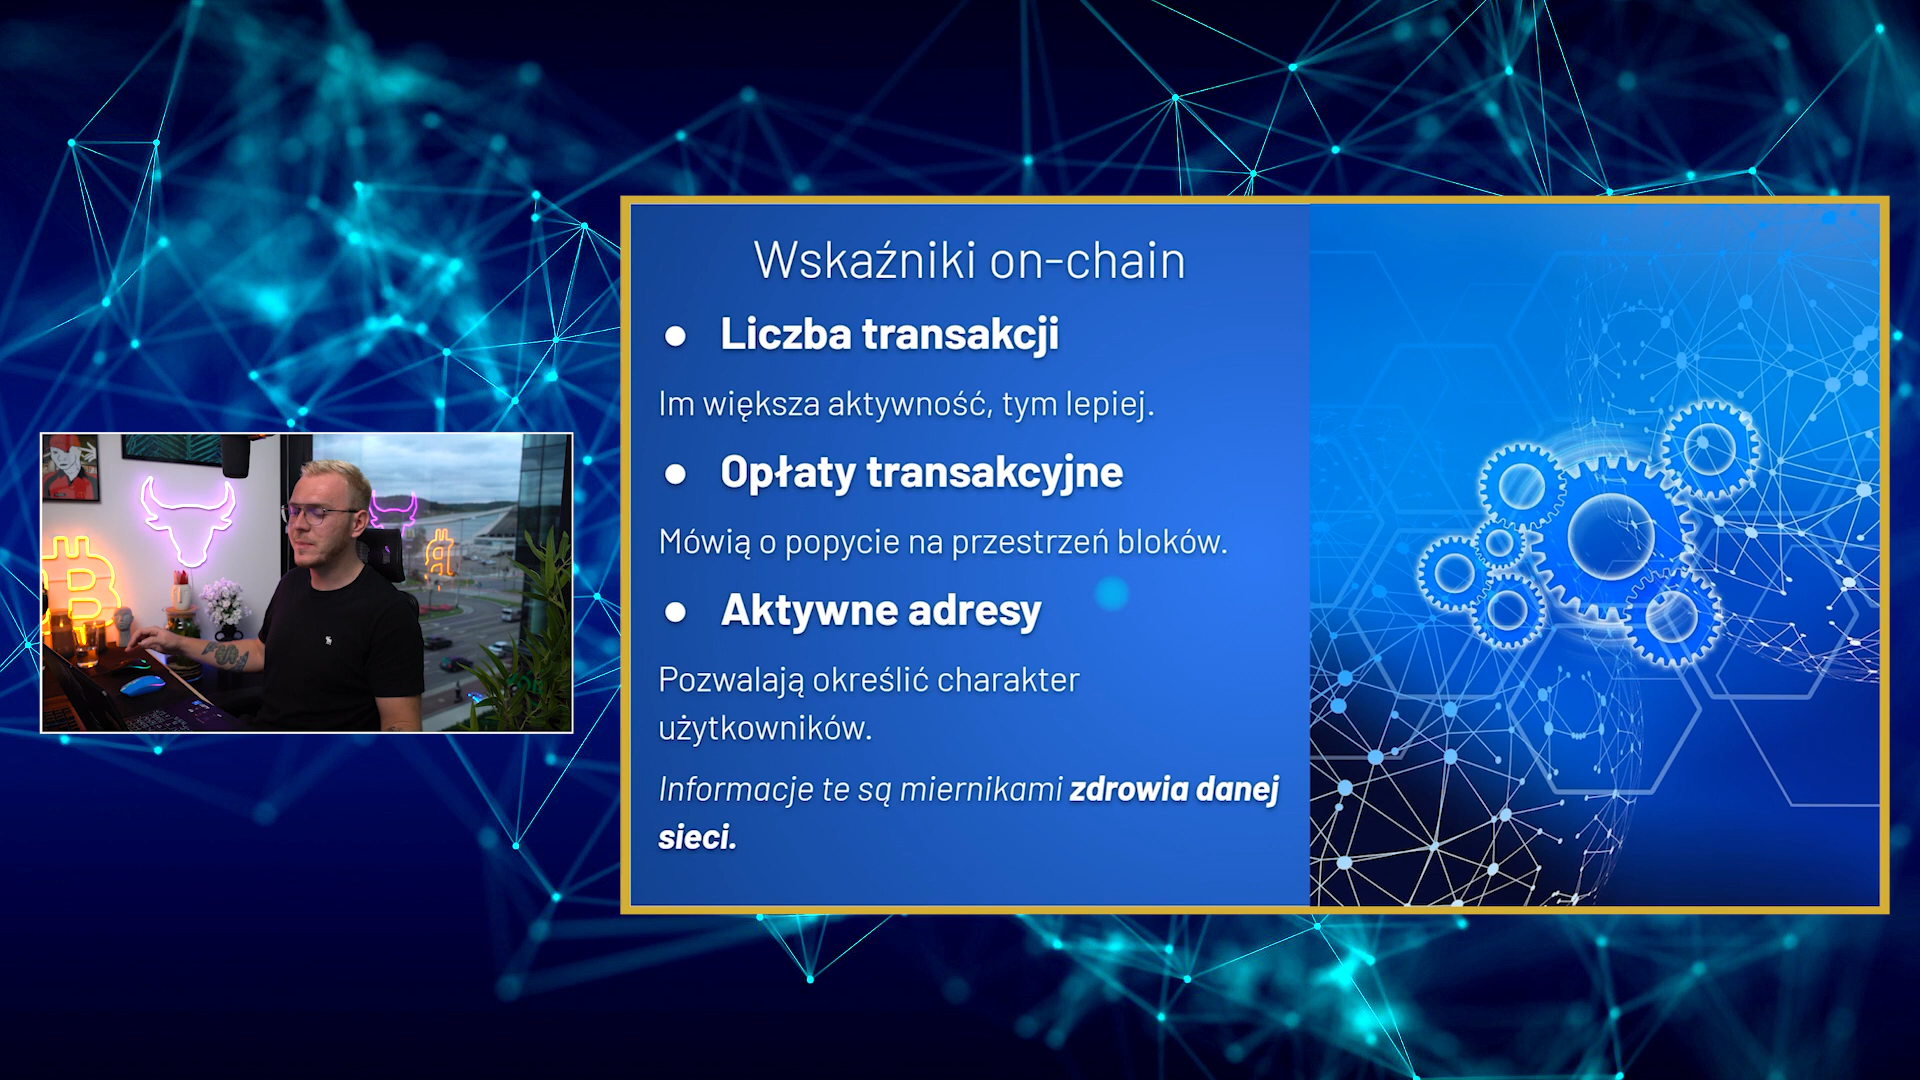 Wskaźniki on-chain
● Liczba transakcji
Im większa aktywność, tym lepiej.
● Opłaty transakcyjne
Mówią o popycie na przestrzeń bloków.
● Aktywne adresy
Pozwalają określić charakter
użytkowników.
Informacje te są miernikami zdrowia danej
sieci.